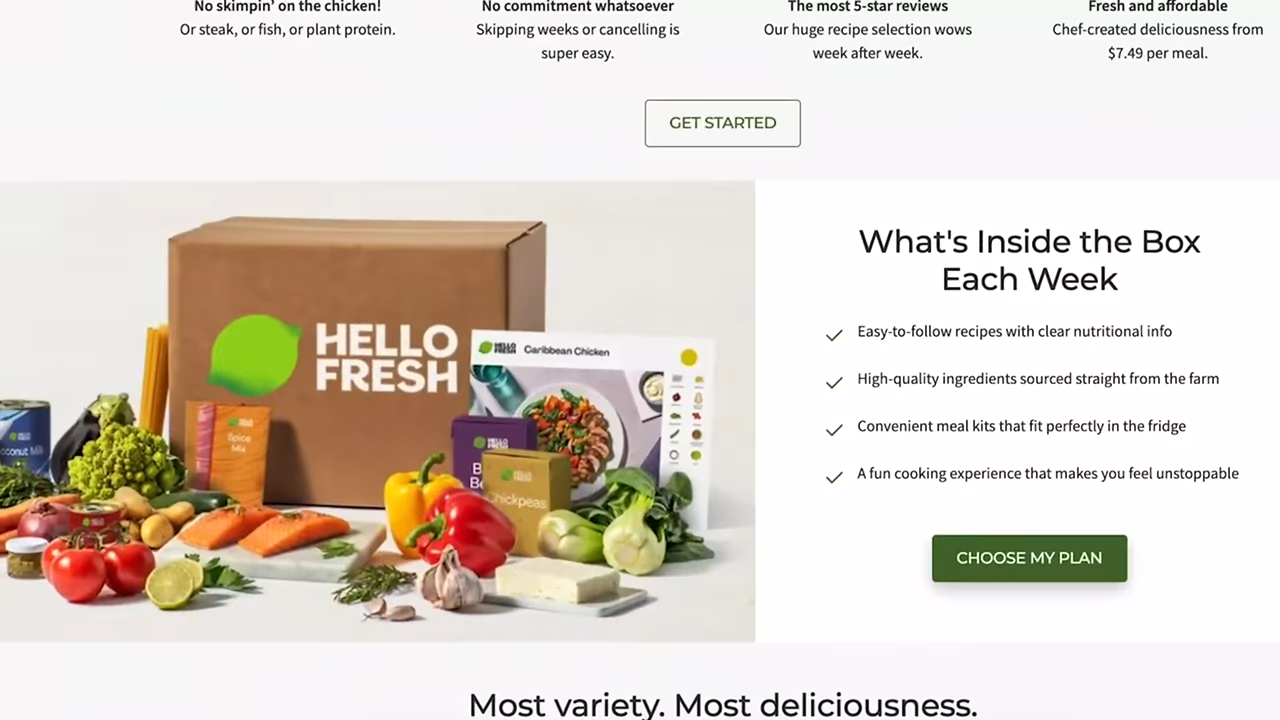 No skimpin’ on the chicken!
Or steak, or fish, or plant protein.
No commitment whatsoever
Skipping weeks or cancelling is
super easy.
The most 5-star reviews
Our huge recipe selection wows
week after week.
Fresh and affordable
Chef-created deliciousness from
$7.49 per meal.
GET STARTED
HELLO
FRESH
HELLO
FRESH
Caribbean Chicken
Spice
Mix
HELLO
FRESH
Chickpeas
What's Inside the Box
Each Week
Easy-to-follow recipes with clear nutritional info
High-quality ingredients sourced straight from the farm
Convenient meal kits that fit perfectly in the fridge
A fun cooking experience that makes you feel unstoppable
CHOOSE MY PLAN
Most variety. Most deliciousness.